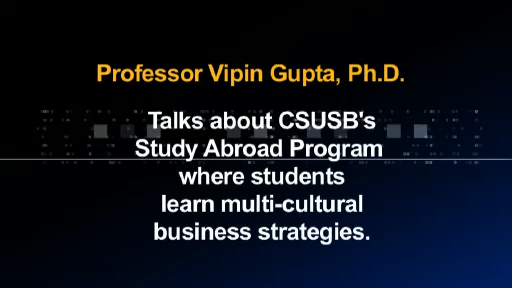 Professor Vipin Gupta, Ph.D.
Talks about CSUSB's
Study Abroad Program
where students
learn multi-cultural
business strategies.